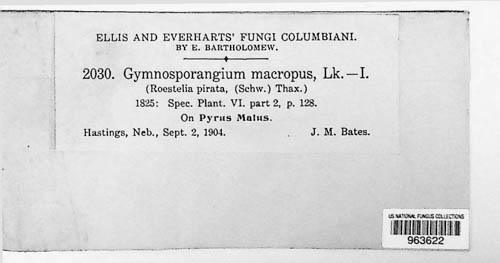 ELLIS AND EVERHARTS' FUNGI COLUMBIANI.
BY E. BARTHOLOMEW.
2030. Gymnosporangium macropus, Lk.—I.
(Roestelia pirata, (Schw.) Thax.)
1825: Spec. Plant. VI. part 2, p. 128.
On Pyrus Malus.
Hastings, Neb., Sept. 2, 1904. J. M. Bates.
US NATIONAL FUNGUS COLLECTIONS
963622